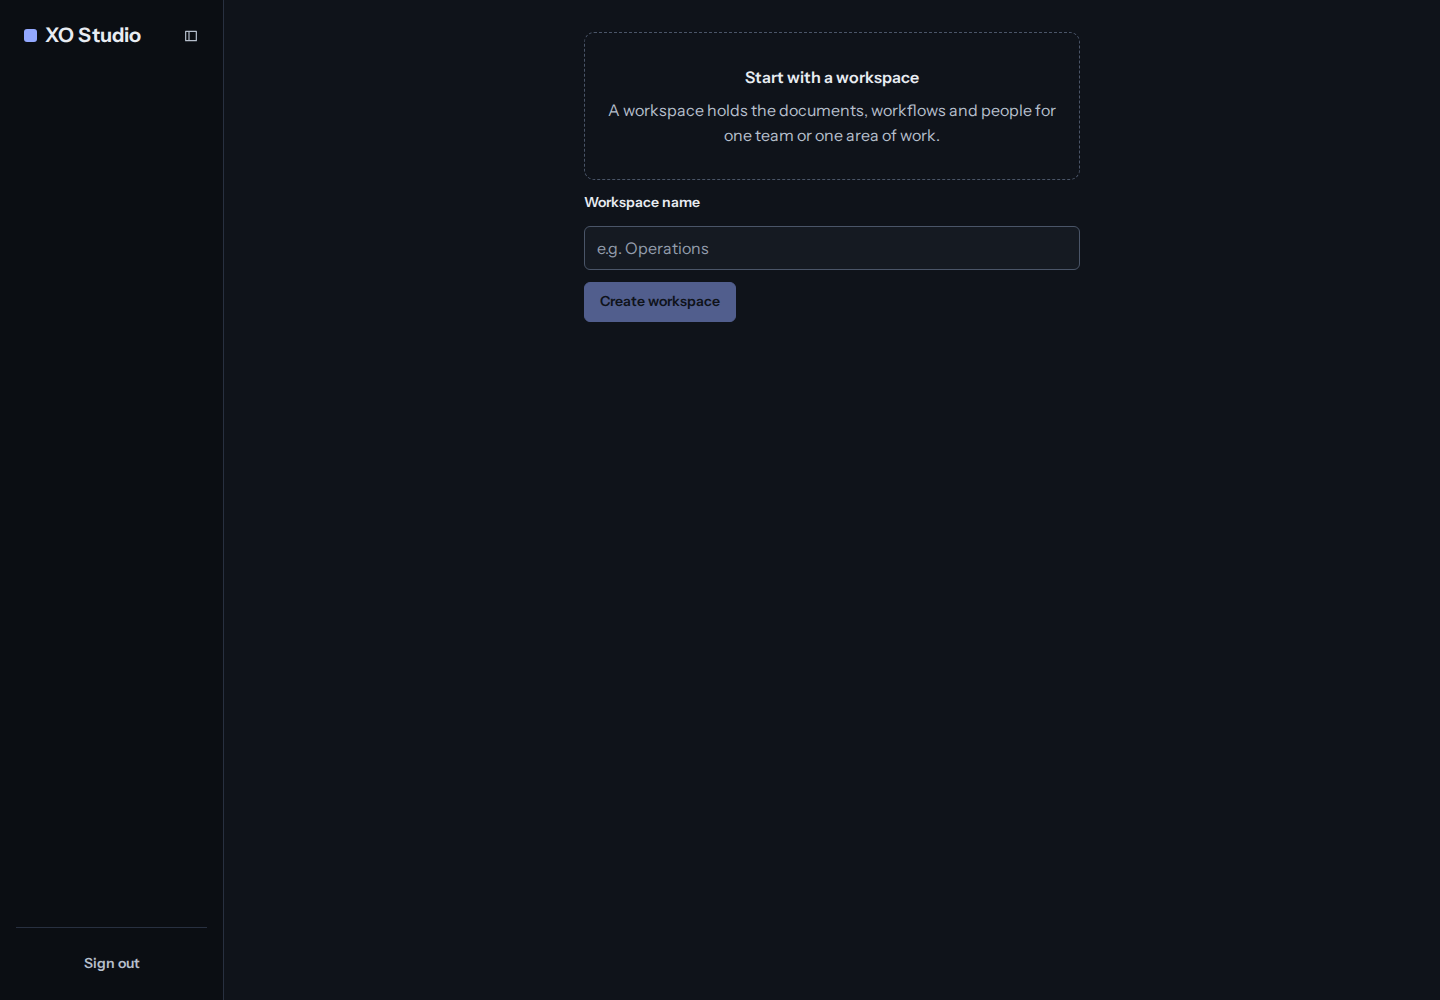 XO Studio
Start with a workspace
A workspace holds the documents, workflows and people for
one team or one area of work.
Workspace name
e.g. Operations
Create workspace
Sign out